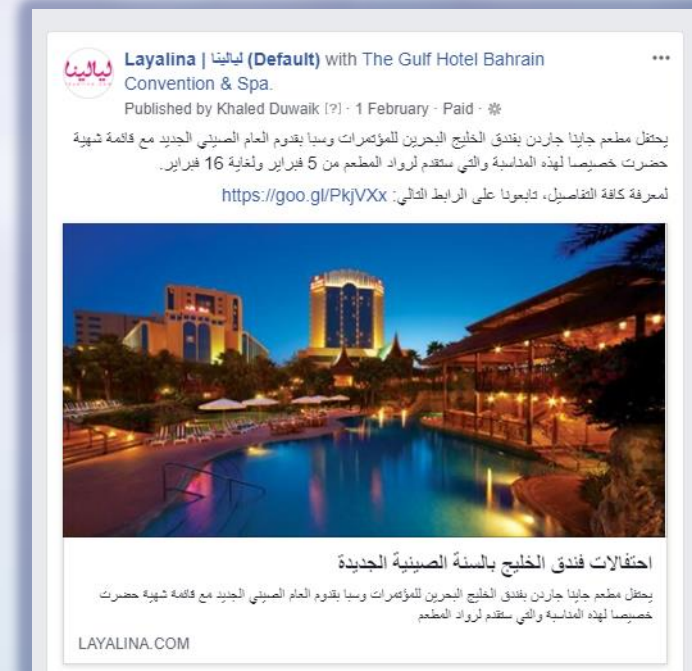 ليالينا
Layalina | ليالينا (Default) with The Gulf Hotel Bahrain
Convention & Spa.
Published by Khaled Duwaik [?] · 1 February · Paid ·
يحتفل مطعم جاينا جاردن بفندق الخليج البحرين للمؤتمرات وسبا بقدوم العام الصيني الجديد مع قائمة شهية
حضرت خصيصا لهذه المناسبة والتي ستقدم لرواد المطعم من 5 فبراير ولغاية 16 فبراير.
لمعرفة كافة التفاصيل، تابعونا على الرابط التالي: https://goo.gl/PkjVXx
احتفالات فندق الخليج بالسنة الصينية الجديدة
يحتفل مطعم جاينا جاردن بفندق الخليج البحرين للمؤتمرات وسبا بقدوم العام الصيني الجديد مع قائمة شهية حضرت
خصيصا لهذه المناسبة والتي ستقدم لرواد المطعم
LAYALINA.COM